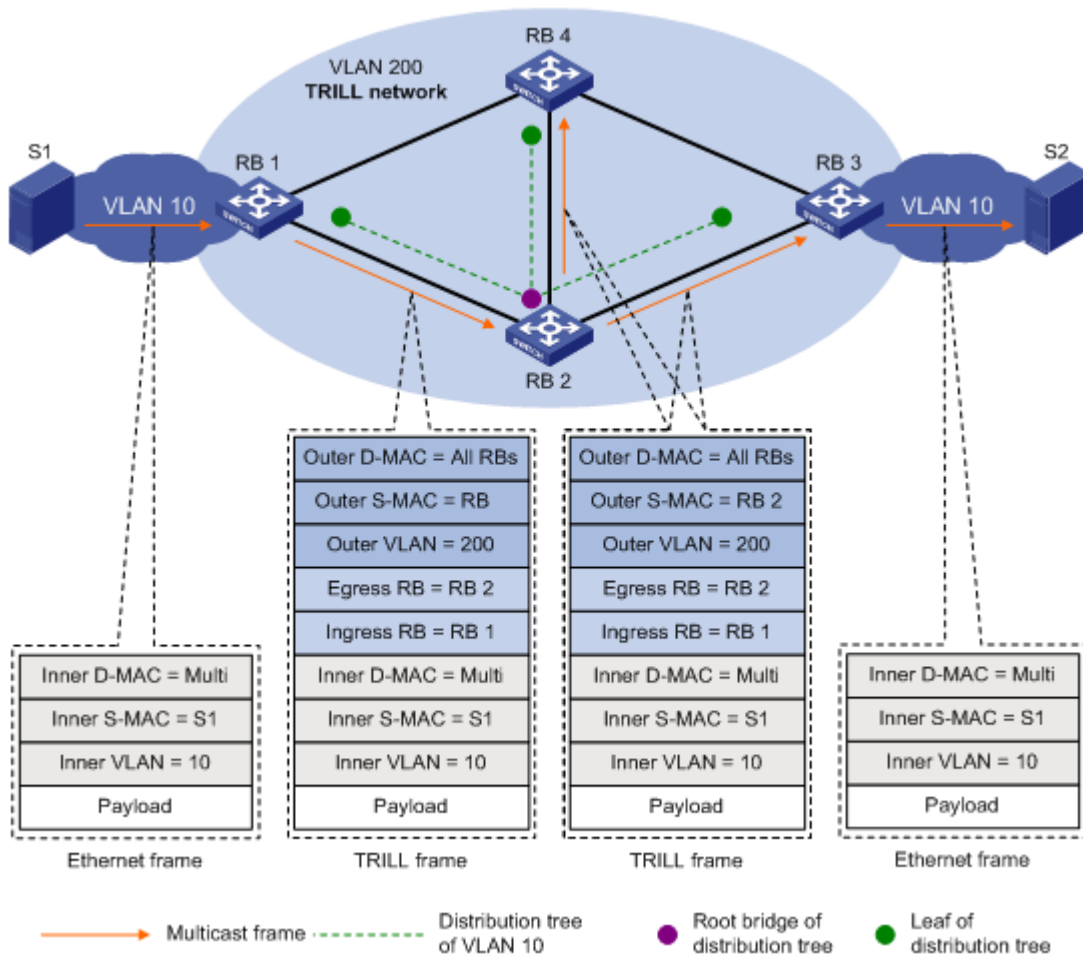 RB 4
VLAN 200
TRILL network
SWITCH
S1
RB 1
RB 3
S2
VLAN 10
SWITCH
SWITCH
VLAN 10
SWITCH
RB 2
Outer D-MAC = All RBs
Outer S-MAC = RB
Outer VLAN = 200
Egress RB = RB 2
Ingress RB = RB 1
Inner D-MAC = Multi
Inner S-MAC = S1
Inner VLAN = 10
Payload
Outer D-MAC = All RBs
Outer S-MAC = RB 2
Outer VLAN = 200
Egress RB = RB 2
Ingress RB = RB 1
Inner D-MAC = Multi
Inner S-MAC = S1
Inner VLAN = 10
Payload
Inner D-MAC = Multi
Inner S-MAC = S1
Inner VLAN = 10
Payload
Inner D-MAC = Multi
Inner S-MAC = S1
Inner VLAN = 10
Payload
Ethernet frame
TRILL frame
TRILL frame
Ethernet frame
Multicast frame
Distribution tree
of VLAN 10
Root bridge of
distribution tree
Leaf of
distribution tree